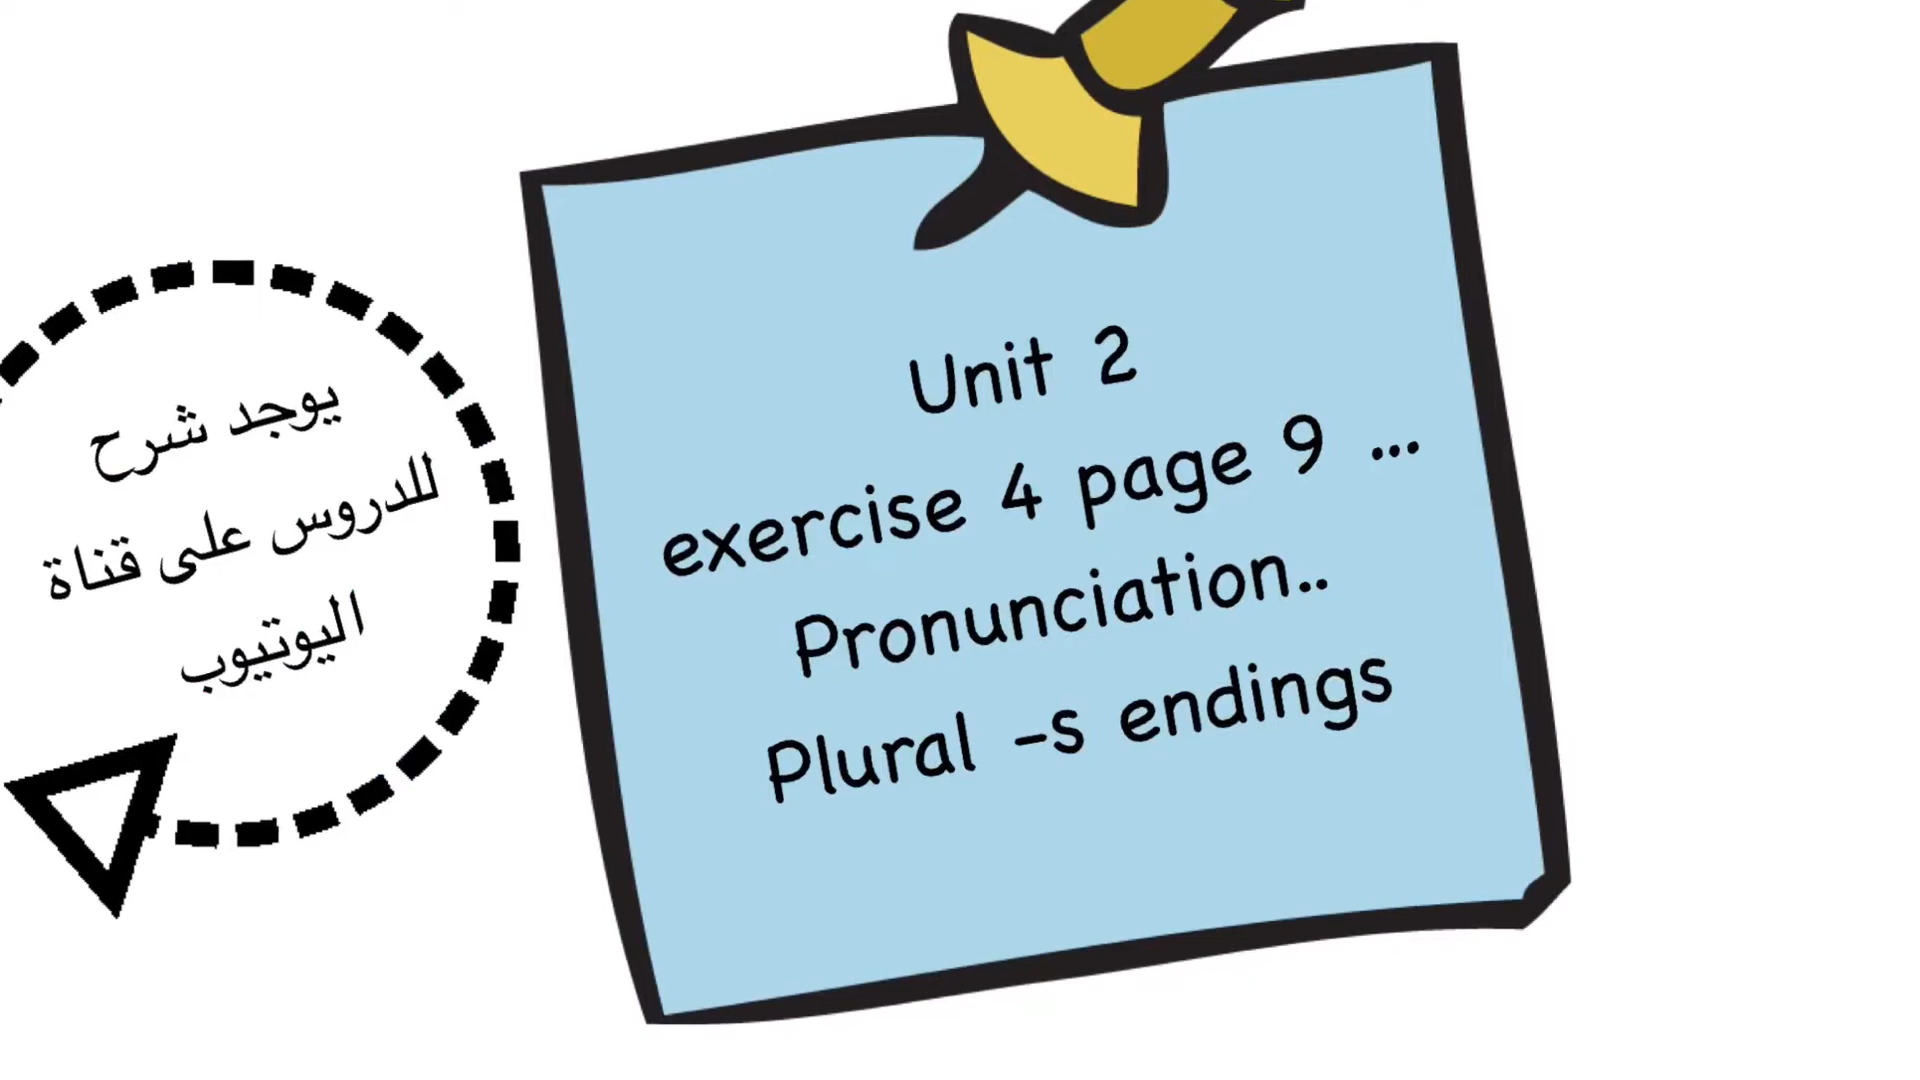 يوجد شرح
للدروس على قناة
اليوتيوب
Unit 2
exercise 4 page 9 ...
Pronunciation..
Plural -s endings